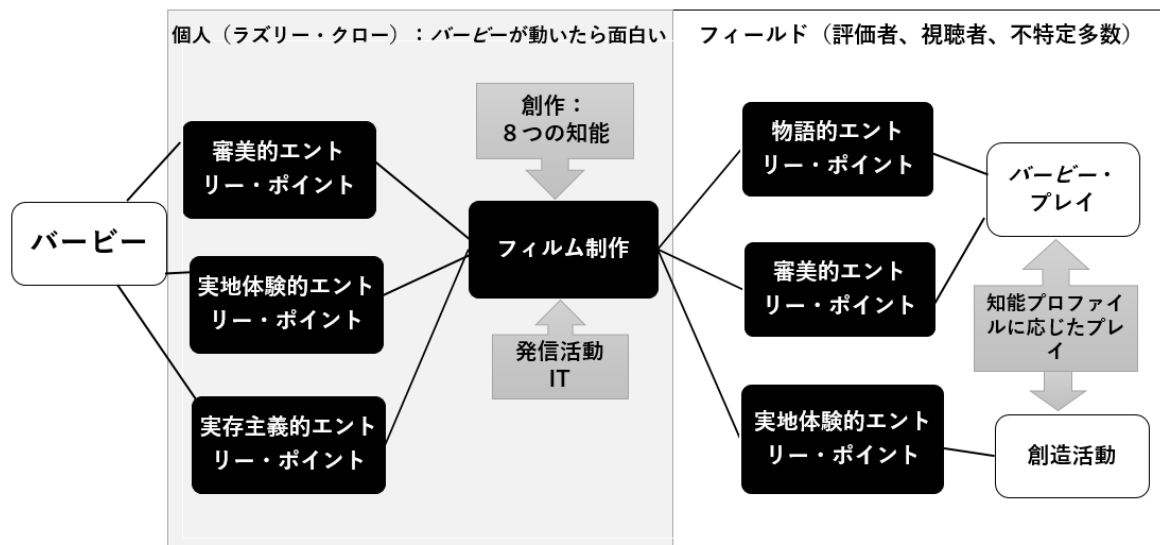 個人（ラズリー・クロー）：バービーが動いたら面白い
フィールド（評価者、視聴者、不特定多数）
バービー
審美的エント
リー・ポイント
実地体験的エント
リー・ポイント
実存主義的エント
リー・ポイント
創作：
８つの知能
フィルム制作
発信活動
IT
物語的エント
リー・ポイント
審美的エント
リー・ポイント
実地体験的エント
リー・ポイント
バービー・
プレイ
知能プロファイ
ルに応じたプレ
イ
創造活動